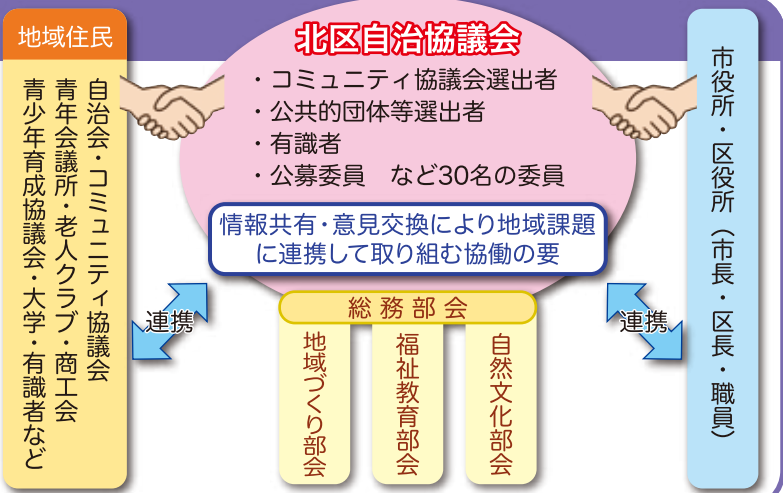 地域住民
自治会・コミュニティ協議会
青年会議所・老人クラブ・商工会
青少年育成協議会・大学・有識者など
北区自治協議会
・コミュニティ協議会選出者
・公共的団体等選出者
・有識者
・公募委員　など30名の委員
情報共有・意見交換により地域課題
に連携して取り組む協働の要
連携
連携
総務部会
地域づくり部会
福祉教育部会
自然文化部会
市役所・区役所（市長・区長・職員）